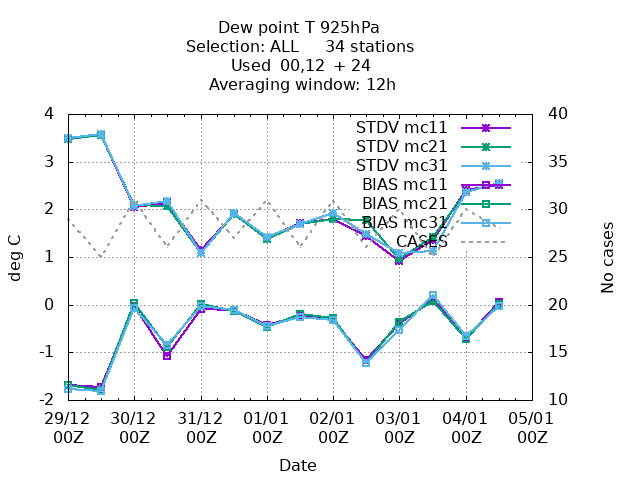 Dew point T 925hPa
Selection: ALL 34 stations
Used 00,12 + 24
Averaging window: 12h
4 40
3 35
2 30
1 25
0 20
-1 15
-2 10
deg C
No cases
STDV mc11
STDV mc21
STDV mc31
BIAS mc11
BIAS mc21
BIAS mc31
CASES
29/12 30/12 31/12 01/01 02/01 03/01 04/01 05/01
00Z 00Z 00Z 00Z 00Z 00Z 00Z 00Z
Date